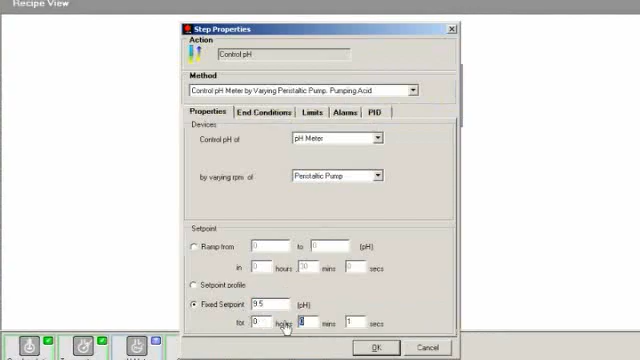 Recipe View
Step Properties
Action
Control pH
Method
Control pH Meter by Varying Peristaltic Pump. Pumping Acid
Properties End Conditions Limits Alarms PID
Devices
Control pH of pH Meter
by varying rpm of Peristaltic Pump
Setpoint
Ramp from 0 to 0 (pH)
in 0 hours 30 mins 0 secs
Setpoint profile
Fixed Setpoint 9.5 (pH)
for 0 hours 1 mins 1 secs
OK Cancel